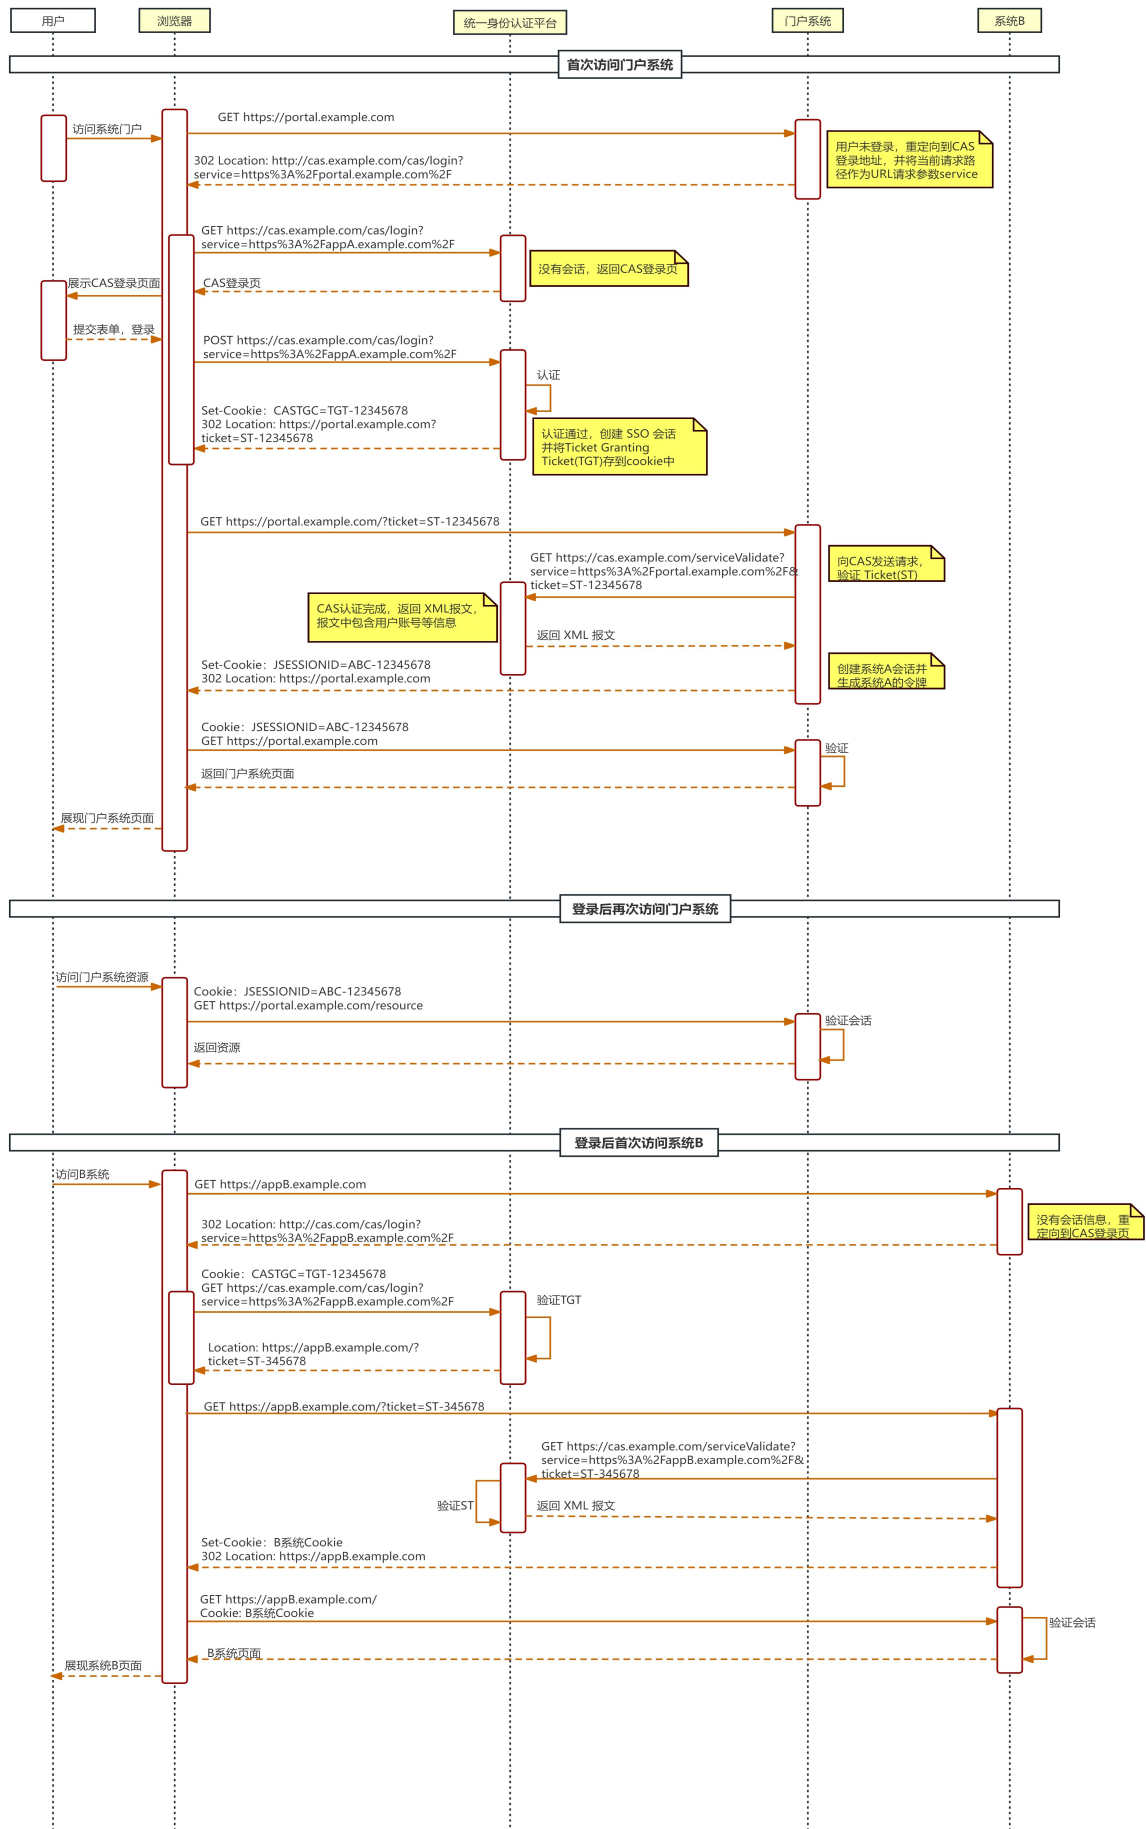 用户
浏览器
统一身份认证平台
门户系统
系统B
首次访问门户系统
访问系统门户
GET https://portal.example.com
用户未登录，重定向到CAS
登录地址，并将当前请求路
径作为URL请求参数service
302 Location: http://cas.example.com/cas/login?
service=https%3A%2Fportal.example.com%2F
GET https://cas.example.com/cas/login?
service=https%3A%2FappA.example.com%2F
没有会话，返回CAS登录页
展示CAS登录页面
CAS登录页
提交表单，登录
POST https://cas.example.com/cas/login?
service=https%3A%2FappA.example.com%2F
认证
Set-Cookie：CASTGC=TGT-12345678
302 Location: https://portal.example.com?
ticket=ST-12345678
认证通过，创建 SSO 会话
并将Ticket Granting
Ticket(TGT)存到cookie中
GET https://portal.example.com/?ticket=ST-12345678
向CAS发送请求，
验证 Ticket(ST)
GET https://cas.example.com/serviceValidate?
service=https%3A%2Fportal.example.com%2F&
ticket=ST-12345678
CAS认证完成，返回 XML报文，
报文中包含用户账号等信息
返回 XML 报文
Set-Cookie：JSESSIONID=ABC-12345678
302 Location: https://portal.example.com
创建系统A会话并
生成系统A的令牌
Cookie：JSESSIONID=ABC-12345678
GET https://portal.example.com
验证
返回门户系统页面
展现门户系统页面
登录后再次访问门户系统
访问门户系统资源
Cookie：JSESSIONID=ABC-12345678
GET https://portal.example.com/resource
验证会话
返回资源
登录后首次访问系统B
访问B系统
GET https://appB.example.com
没有会话信息，重
定向到CAS登录页
302 Location: http://cas.com/cas/login?
service=https%3A%2FappB.example.com%2F
Cookie：CASTGC=TGT-12345678
GET https://cas.example.com/cas/login?
service=https%3A%2FappB.example.com%2F
验证TGT
Location: https://appB.example.com/?
ticket=ST-345678
GET https://appB.example.com/?ticket=ST-345678
GET https://cas.example.com/serviceValidate?
service=https%3A%2FappB.example.com%2F&
ticket=ST-345678
验证ST
返回 XML 报文
Set-Cookie：B系统Cookie
302 Location: https://appB.example.com
GET https://appB.example.com/
Cookie: B系统Cookie
验证会话
B系统页面
展现系统B页面